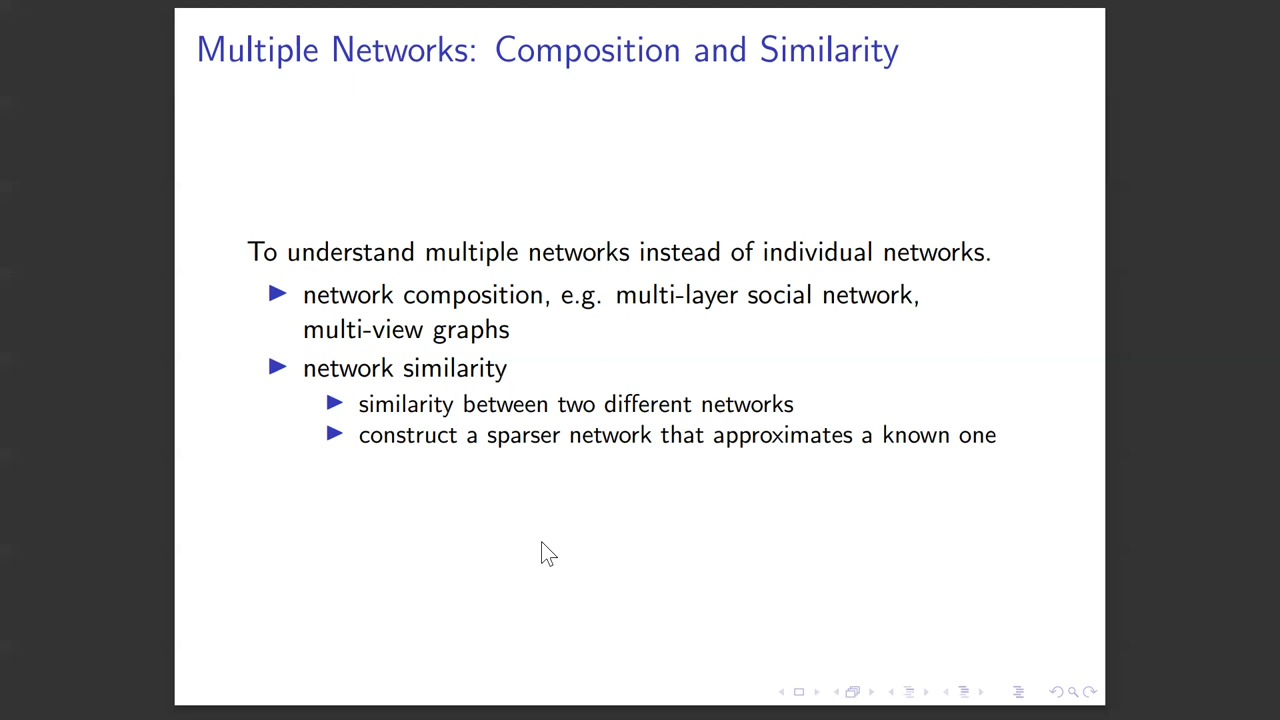 Multiple Networks: Composition and Similarity
To understand multiple networks instead of individual networks.
network composition, e.g. multi-layer social network,
multi-view graphs
network similarity
similarity between two different networks
construct a sparser network that approximates a known one